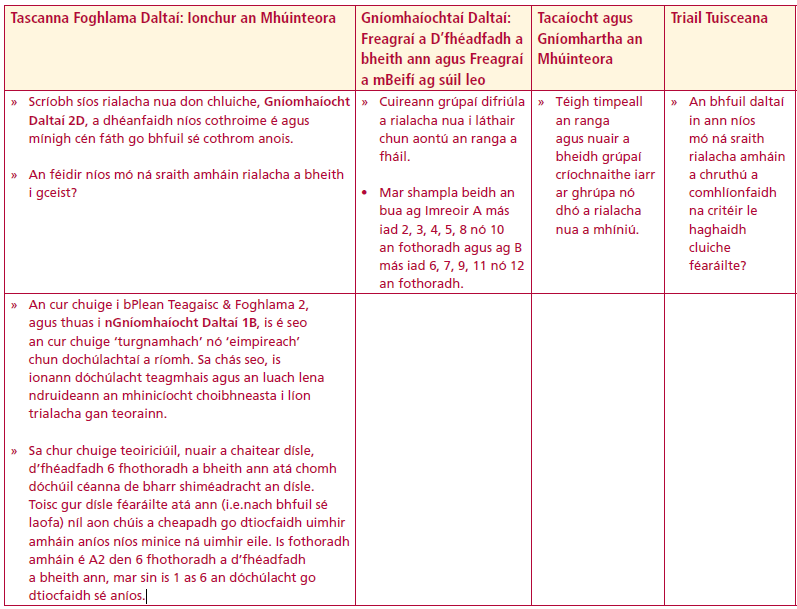 Tascanna Foghlama Daltaí: Ionchur an Mhúinteora
Gníomhaíochtaí Daltaí:
Freagraí a D’fhéadfadh a
bheith ann agus Freagraí
a mBeifí ag súil leo
Tacaíocht agus
Gníomhartha an
Mhúinteora
Triail Tuisceana
» Scríobh síos rialacha nua don chluiche, Gníomhaíocht
Daltaí 2D, a dhéanfaidh níos cothroime é agus
mínigh cén fáth go bhfuil sé cothrom anois.
» An féidir níos mó ná sraith amháin rialacha a bheith
i gceist?
» Cuireann grúpaí difriúla
a rialacha nua i láthair
chun aontú an ranga a
fháil.
• Mar shampla beidh an
bua ag Imreoir A más
iad 2, 3, 4, 5, 8 nó 10
an fothoradh agus ag B
más iad 6, 7, 9, 11 nó 12
an fothoradh.
» Téigh timpeall
an ranga
agus nuair a
bheidh grúpaí
críochnaithe iarr
ar ghrúpa nó
dhó a rialacha
nua a mhíniú.
» An bhfuil daltaí
in ann níos
mó ná sraith
rialacha amháin
a chruthú a
comhlíonfaidh
na critéir le
haghaidh
cluiche
féaráilte?
» An cur chuige i bPlean Teagaisc & Foghlama 2,
agus thuas i nGníomhaíocht Daltaí 1B, is é seo
an cur chuige ‘turgnamhach’ nó ‘eimpireach’
chun dochúlachtaí a ríomh. Sa chás seo, is
ionann dóchúlacht teagmhais agus an luach lena
ndruideann an mhinicíocht choibhneasta i líon
trialacha gan teorainn.
» Sa chur chuige teoiriciúil, nuair a chaitear dísle,
d’fhéadfadh 6 fhothoradh a bheith ann atá chomh
dóchúil céanna de bharr shiméadracht an dísle.
Toisc gur dísle féaráilte atá ann (i.e.nach bhfuil sé
laofa) níl aon chúis a cheapadh go dtiocfaidh uimhir
amháin aníos níos minice ná uimhir eile. Is fothoradh
amháin é A2 den 6 fhothoradh a d’fhéadfadh
a bheith ann, mar sin is 1 as 6 an dóchúlacht go
dtiocfaidh sé aníos.